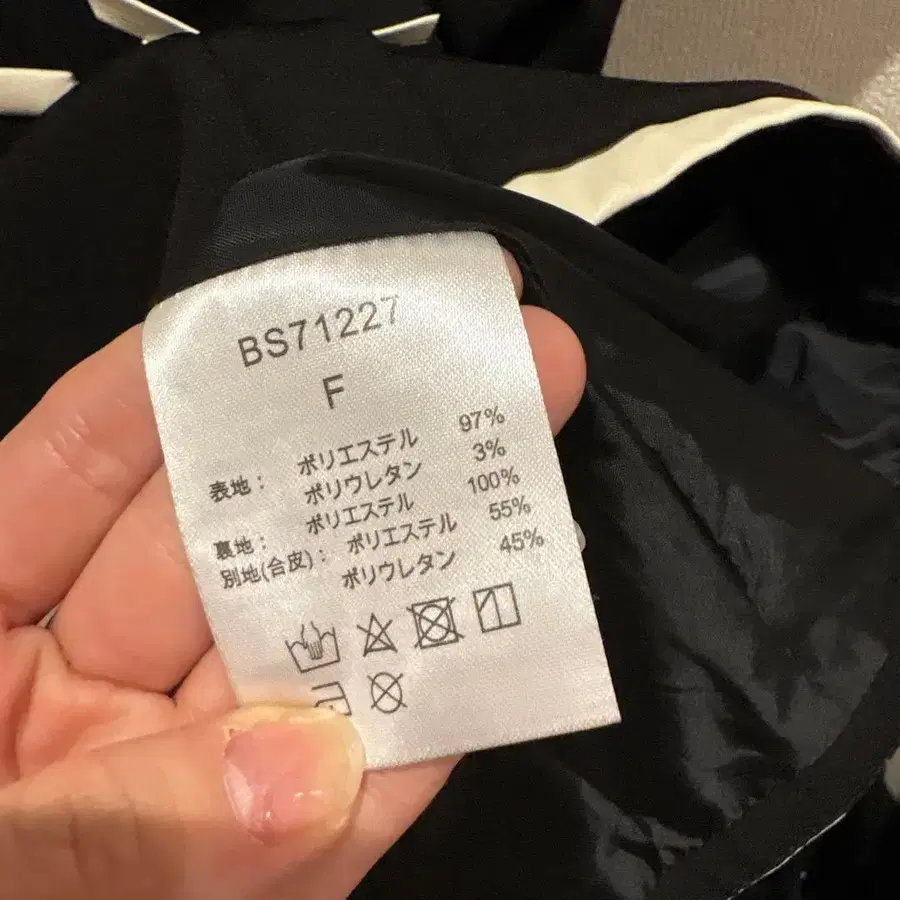 BS71227
F
表地： ポリエステル 97%
ポリウレタン 3%
裏地： ポリエステル 100%
別地(合皮)： ポリエステル 55%
ポリウレタン 45%